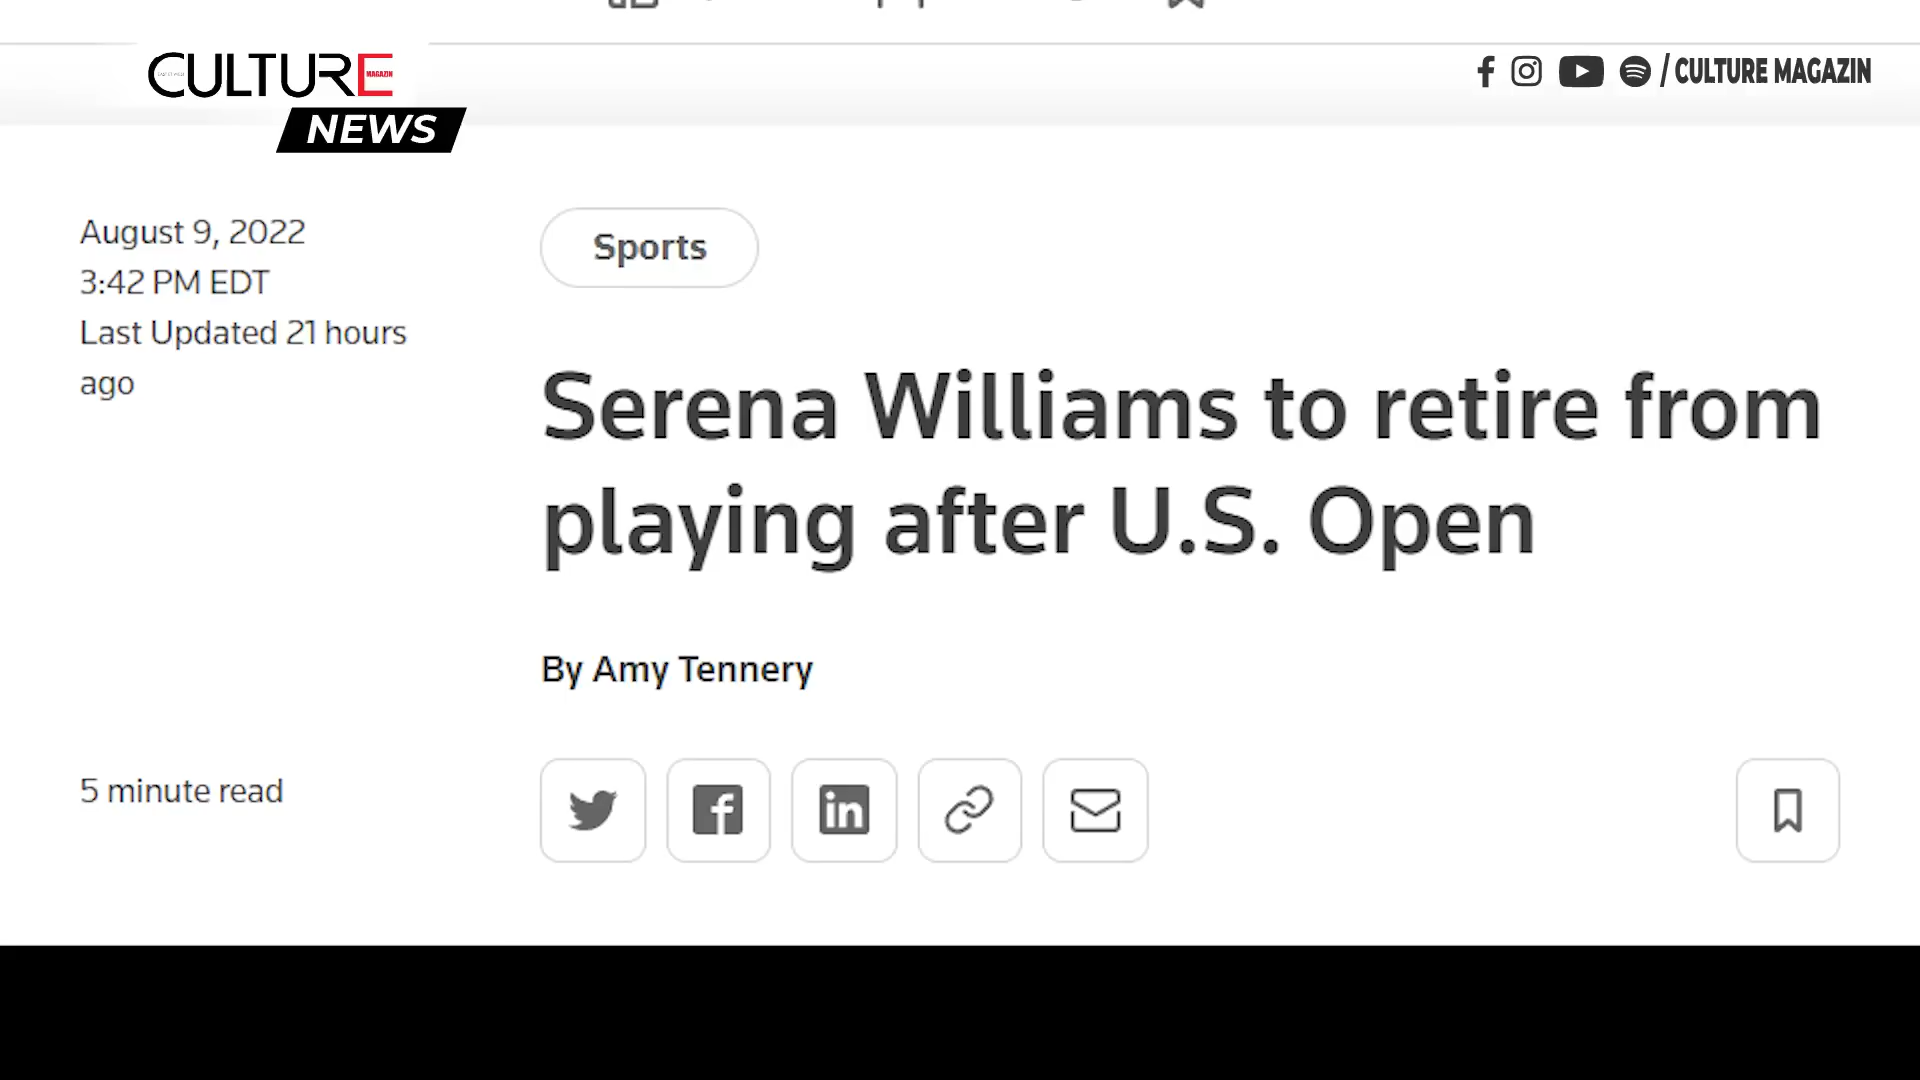 CULTURE
MAGAZIN
NEWS
/ CULTURE MAGAZIN
August 9, 2022
3:42 PM EDT
Last Updated 21 hours
ago
Sports
Serena Williams to retire from
playing after U.S. Open
By Amy Tennery
5 minute read